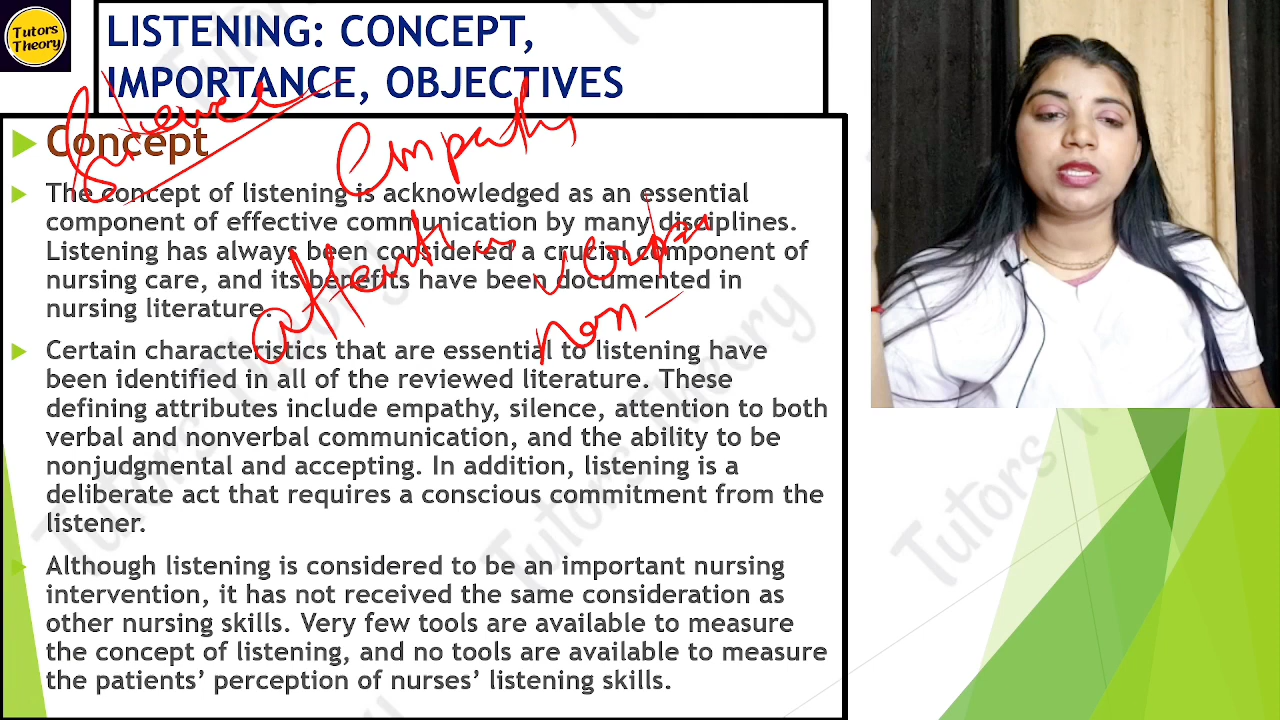 Tutors
Theory
LISTENING: CONCEPT,
IMPORTANCE, OBJECTIVES
Concept
The concept of listening is acknowledged as an essential
component of effective communication by many disciplines.
Listening has always been considered a crucial component of
nursing care, and its benefits have been documented in
nursing literature.
Certain characteristics that are essential to listening have
been identified in all of the reviewed literature. These
defining attributes include empathy, silence, attention to both
verbal and nonverbal communication, and the ability to be
nonjudgmental and accepting. In addition, listening is a
deliberate act that requires a conscious commitment from the
listener.
Although listening is considered to be an important nursing
intervention, it has not received the same consideration as
other nursing skills. Very few tools are available to measure
the concept of listening, and no tools are available to measure
the patients’ perception of nurses’ listening skills.
Empathy
attention
non-
Tutors Theory
Tutors Theory